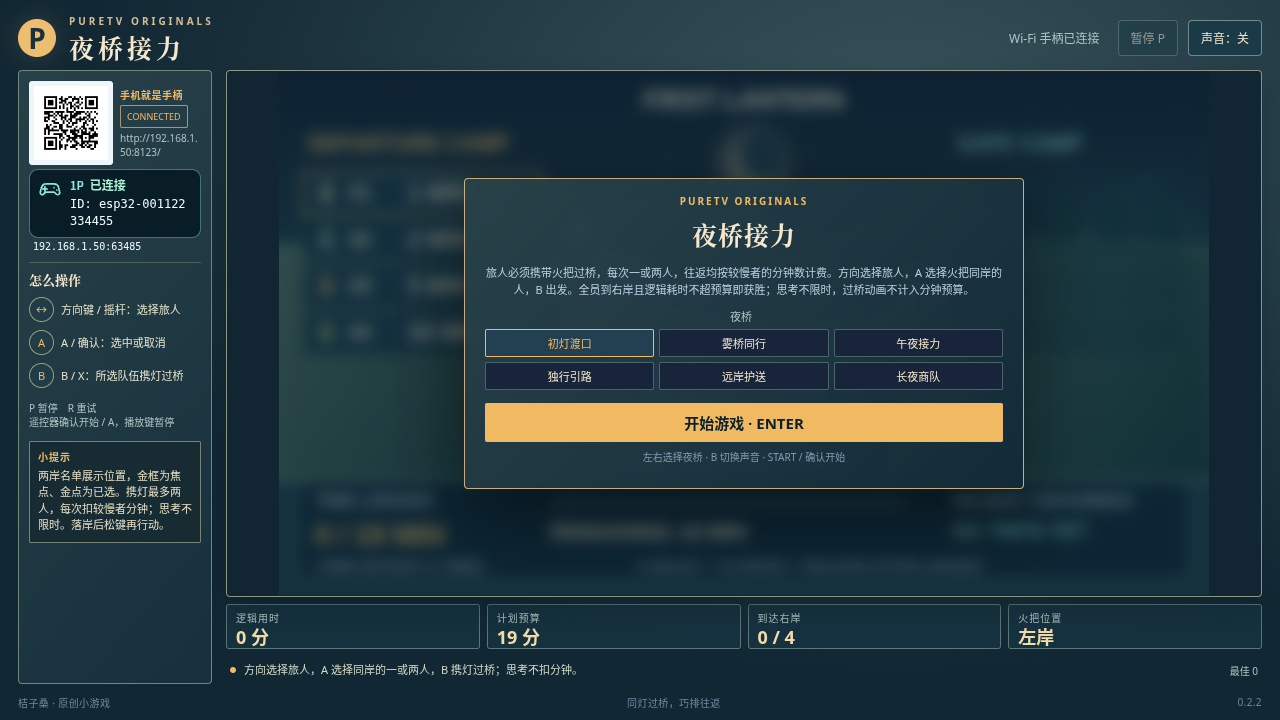 P
PURETV ORIGINALS
夜桥接力
Wi-Fi 手柄已连接
暂停 P
声音：关
手机就是手柄
CONNECTED
http://192.168.1.
50:8123/
1P 已连接
ID: esp32-001122
334455
192.168.1.50:63485
怎么操作
↔ 方向键 / 摇杆：选择旅人
A A / 确认：选中或取消
B B / X：所选队伍携灯过桥
P 暂停 R 重试
遥控器确认开始 / A，播放键暂停
小提示
两岸名单展示位置，金框为焦
点、金点为已选。携灯最多两
人，每次扣较慢者分钟；思考不
限时。落岸后松键再行动。
FIRST LANTERN
PURETV ORIGINALS
夜桥接力
旅人必须携带火把过桥，每次一或两人，往返均按较慢者的分钟数计费。方向选择旅人，A 选择火把同岸的
人，B 出发。全员到右岸且逻辑耗时不超预算即获胜；思考不限时，过桥动画不计入分钟预算。
夜桥
初灯渡口
雾桥同行
午夜接力
独行引路
远岸护送
长夜商队
开始游戏 · ENTER
左右选择夜桥 · B 切换声音 · START / 确认开始
逻辑用时
0 分
计划预算
19 分
到达右岸
0 / 4
火把位置
左岸
方向选择旅人，A 选择同岸的一或两人，B 携灯过桥；思考不扣分钟。
最佳 0
桔子桑 · 原创小游戏
同灯过桥，巧排往返
0.2.2